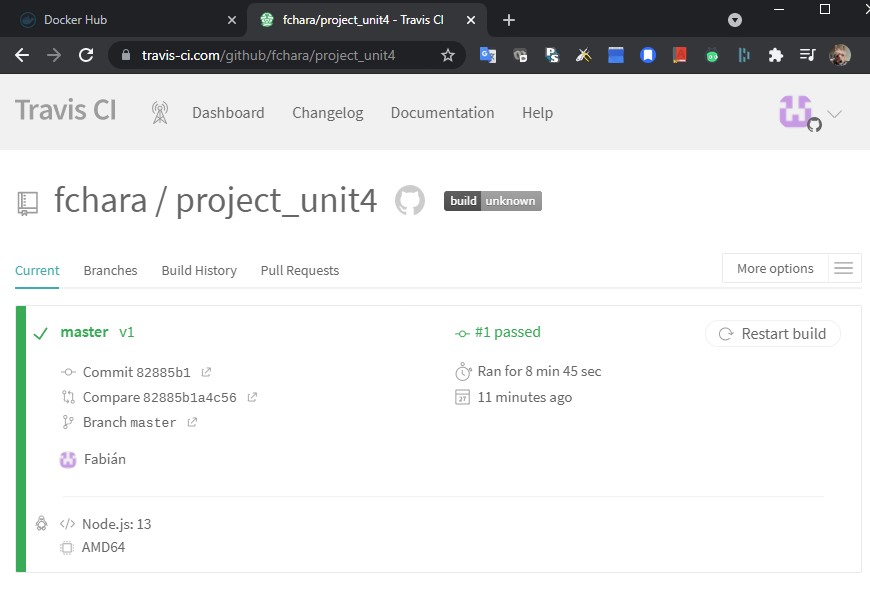 Docker Hub
fchara/project_unit4 - Travis CI
travis-ci.com/github/fchara/project_unit4
Travis CI Dashboard Changelog Documentation Help
fchara / project_unit4 build unknown
Current Branches Build History Pull Requests More options
master v1 #1 passed Restart build
Commit 82885b1 Ran for 8 min 45 sec
Compare 82885b1a4c56 11 minutes ago
Branch master
Fabián
Node.js: 13
AMD64